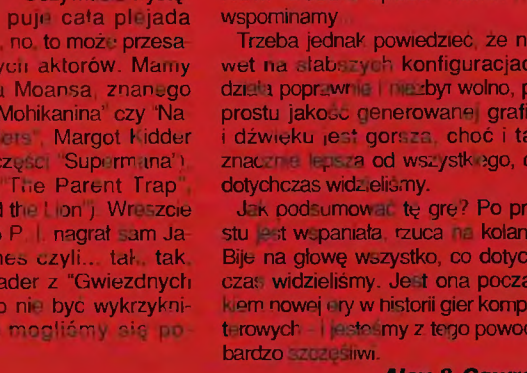 puje cała plejada
, no, to może przesa-
ych aktorów. Mamy
u Moansa, znanego
Mohikanina" czy "Na
ers", Margot Kidder
części "Supermana"),
"The Parent Trap",
d the Lion"). Wreszcie
o P. I. nagrał sam Ja-
nes czyli... tak, tak,
ader z "Gwiezdnych
o nie być wykrzykni-
mogliśmy się po-
wspominamy.
Trzeba jednak powiedzieć, że n
wet na słabszych konfiguracjac
działa poprawnie i niezbyt wolno, p
prostu jakość generowanej grafi
i dźwięku jest gorsza, choć i ta
znacznie lepsza od wszystkiego, c
dotychczas widzieliśmy.
Jak podsumować tę grę? Po pr
stu jest wspaniała, rzuca na kolan
Bije na głowę wszystko, co dotyc
czas widzieliśmy. Jest ona począ
kiem nowej ery w historii gier komp
terowych - i jesteśmy z tego powod
bardzo szczęśliwi.